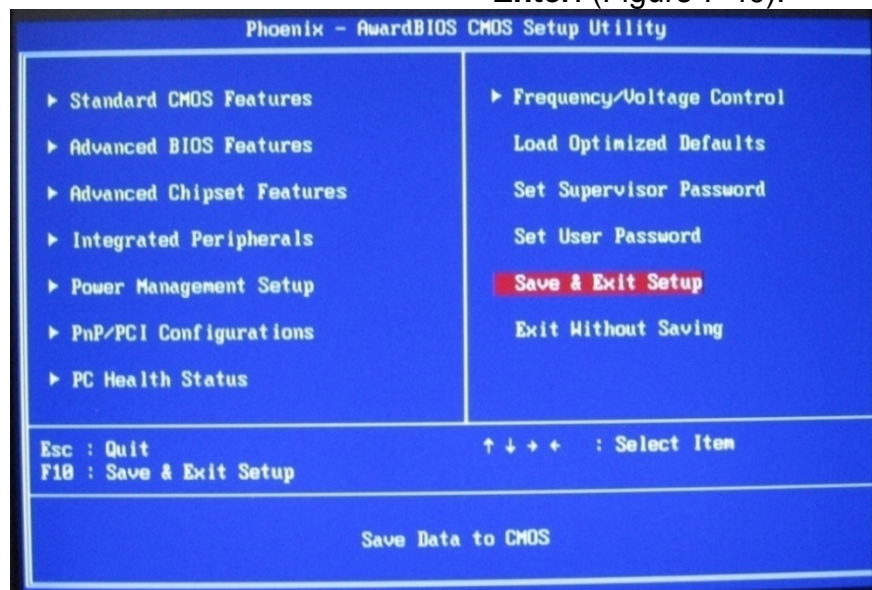 Enter. (Figure
Phoenix - AwardBIOS CMOS Setup Utility
▶ Standard CMOS Features
▶ Advanced BIOS Features
▶ Advanced Chipset Features
▶ Integrated Peripherals
▶ Power Management Setup
▶ PnP/PCI Configurations
▶ PC Health Status
▶ Frequency/Voltage Control
Load Optimized Defaults
Set Supervisor Password
Set User Password
Save & Exit Setup
Exit Without Saving
Esc : Quit
F10 : Save & Exit Setup
↑ ↓ → ← : Select Item
Save Data to CMOS